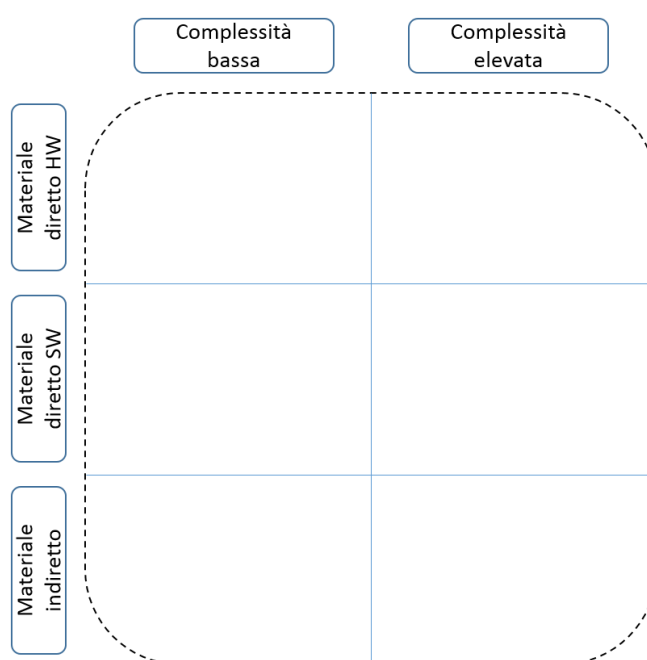 Complessità
bassa
Complessità
elevata
Materiale
diretto HW
Materiale
diretto SW
Materiale
indiretto